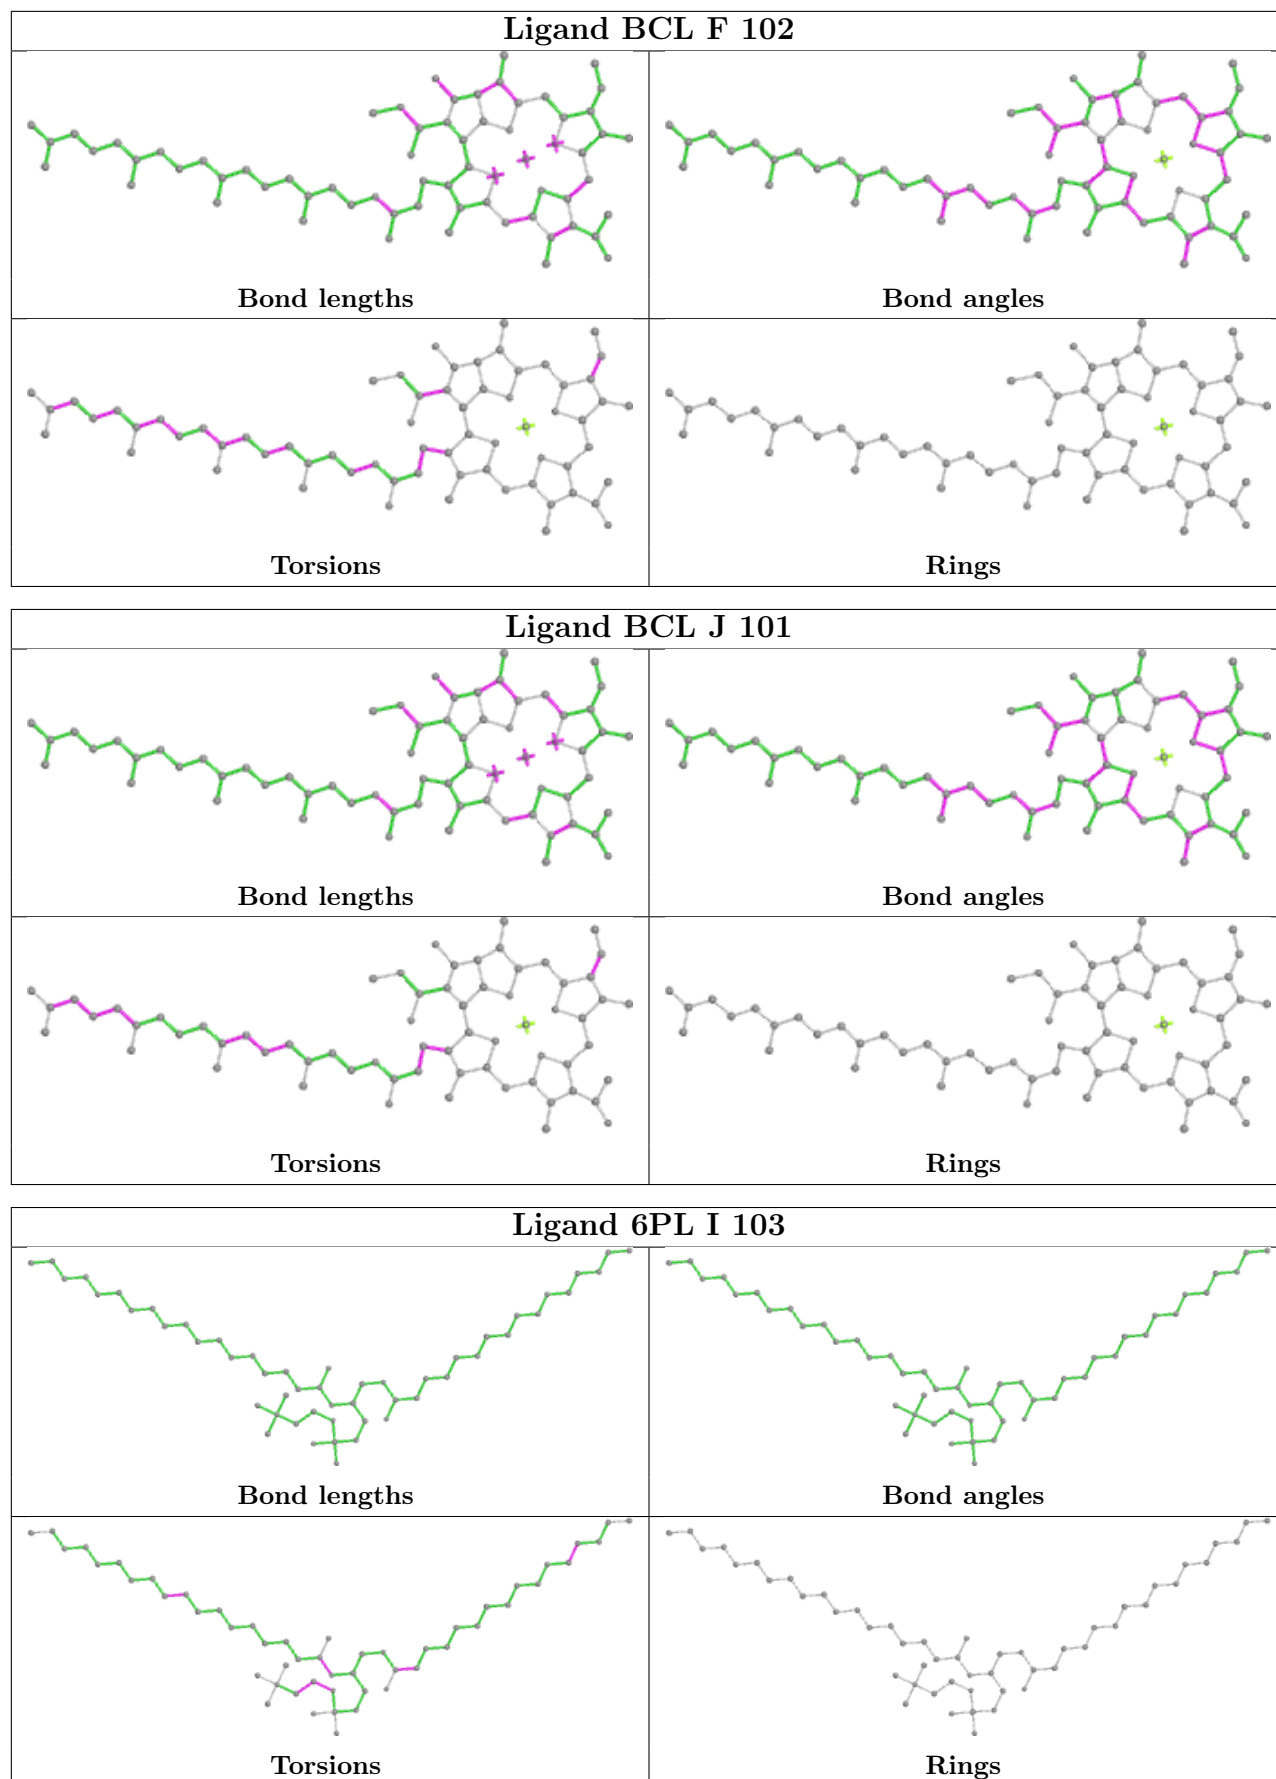 Ligand BCL F 102
Bond lengths
Bond angles
Torsions
Rings
Ligand BCL J 101
Bond lengths
Bond angles
Torsions
Rings
Ligand 6PL I 103
Bond lengths
Bond angles
Torsions
Rings